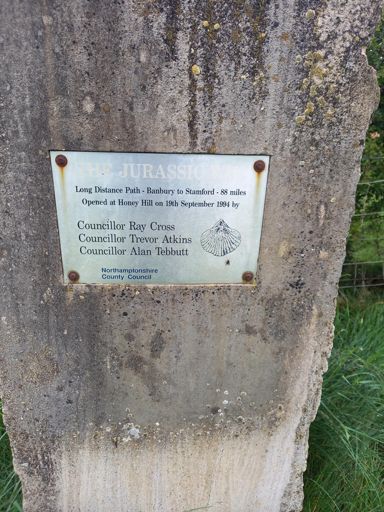 THE JURASSIC
Long Distance Path - Banbury to Stamford - 88 miles
Opened at Honey Hill on 19th September 1994 by
Councillor Ray Cross
Councillor Trevor Atkins
Councillor Alan Tebbutt
Northamptonshire
County Council